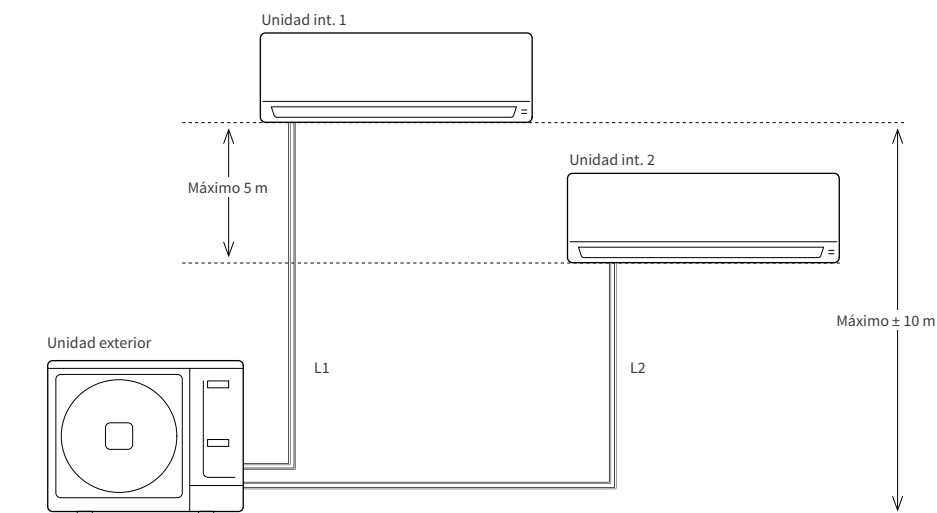 Unidad int. 1
Unidad int. 2
Máximo 5 m
Máximo ± 10 m
Unidad exterior
L1
L2